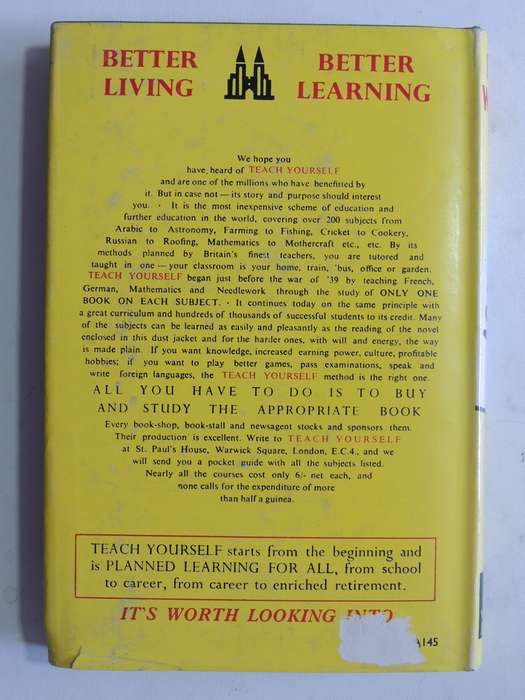 BETTER LIVING
BETTER LEARNING
We hope you
have heard of TEACH YOURSELF
and are one of the millions who have benefitted by
it. But in case not — its story and purpose should interest
you. · It is the most inexpensive scheme of education and
further education in the world, covering over 200 subjects from
Arabic to Astronomy, Farming to Fishing, Cricket to Cookery,
Russian to Roofing, Mathematics to Mothercraft etc., etc. By its
methods planned by Britain's finest teachers, you are tutored and
taught in one — your classroom is your home, train, 'bus, office or garden.
TEACH YOURSELF began just before the war of '39 by teaching French,
German, Mathematics and Needlework through the study of ONLY ONE
BOOK ON EACH SUBJECT. · It continues today on the same principle with
a great curriculum and hundreds of thousands of successful students to its credit. Many
of the subjects can be learned as easily and pleasantly as the reading of the novel
enclosed in this dust jacket and for the harder ones, with will and energy, the way
is made plain. If you want knowledge, increased earning power, culture, profitable
hobbies; if you want to play better games, pass examinations, speak and
write foreign languages, the TEACH YOURSELF method is the right one.
ALL YOU HAVE TO DO IS TO BUY
AND STUDY THE APPROPRIATE BOOK
Every book-shop, book-stall and newsagent stocks and sponsors them.
Their production is excellent. Write to TEACH YOURSELF
at St. Paul's House, Warwick Square, London, E.C.4., and we
will send you a pocket guide with all the subjects listed.
Nearly all the courses cost only 6/- net each, and
none calls for the expenditure of more
than half a guinea.
TEACH YOURSELF starts from the beginning and
is PLANNED LEARNING FOR ALL, from school
to career, from career to enriched retirement.
IT'S WORTH LOOKING INTO
A145